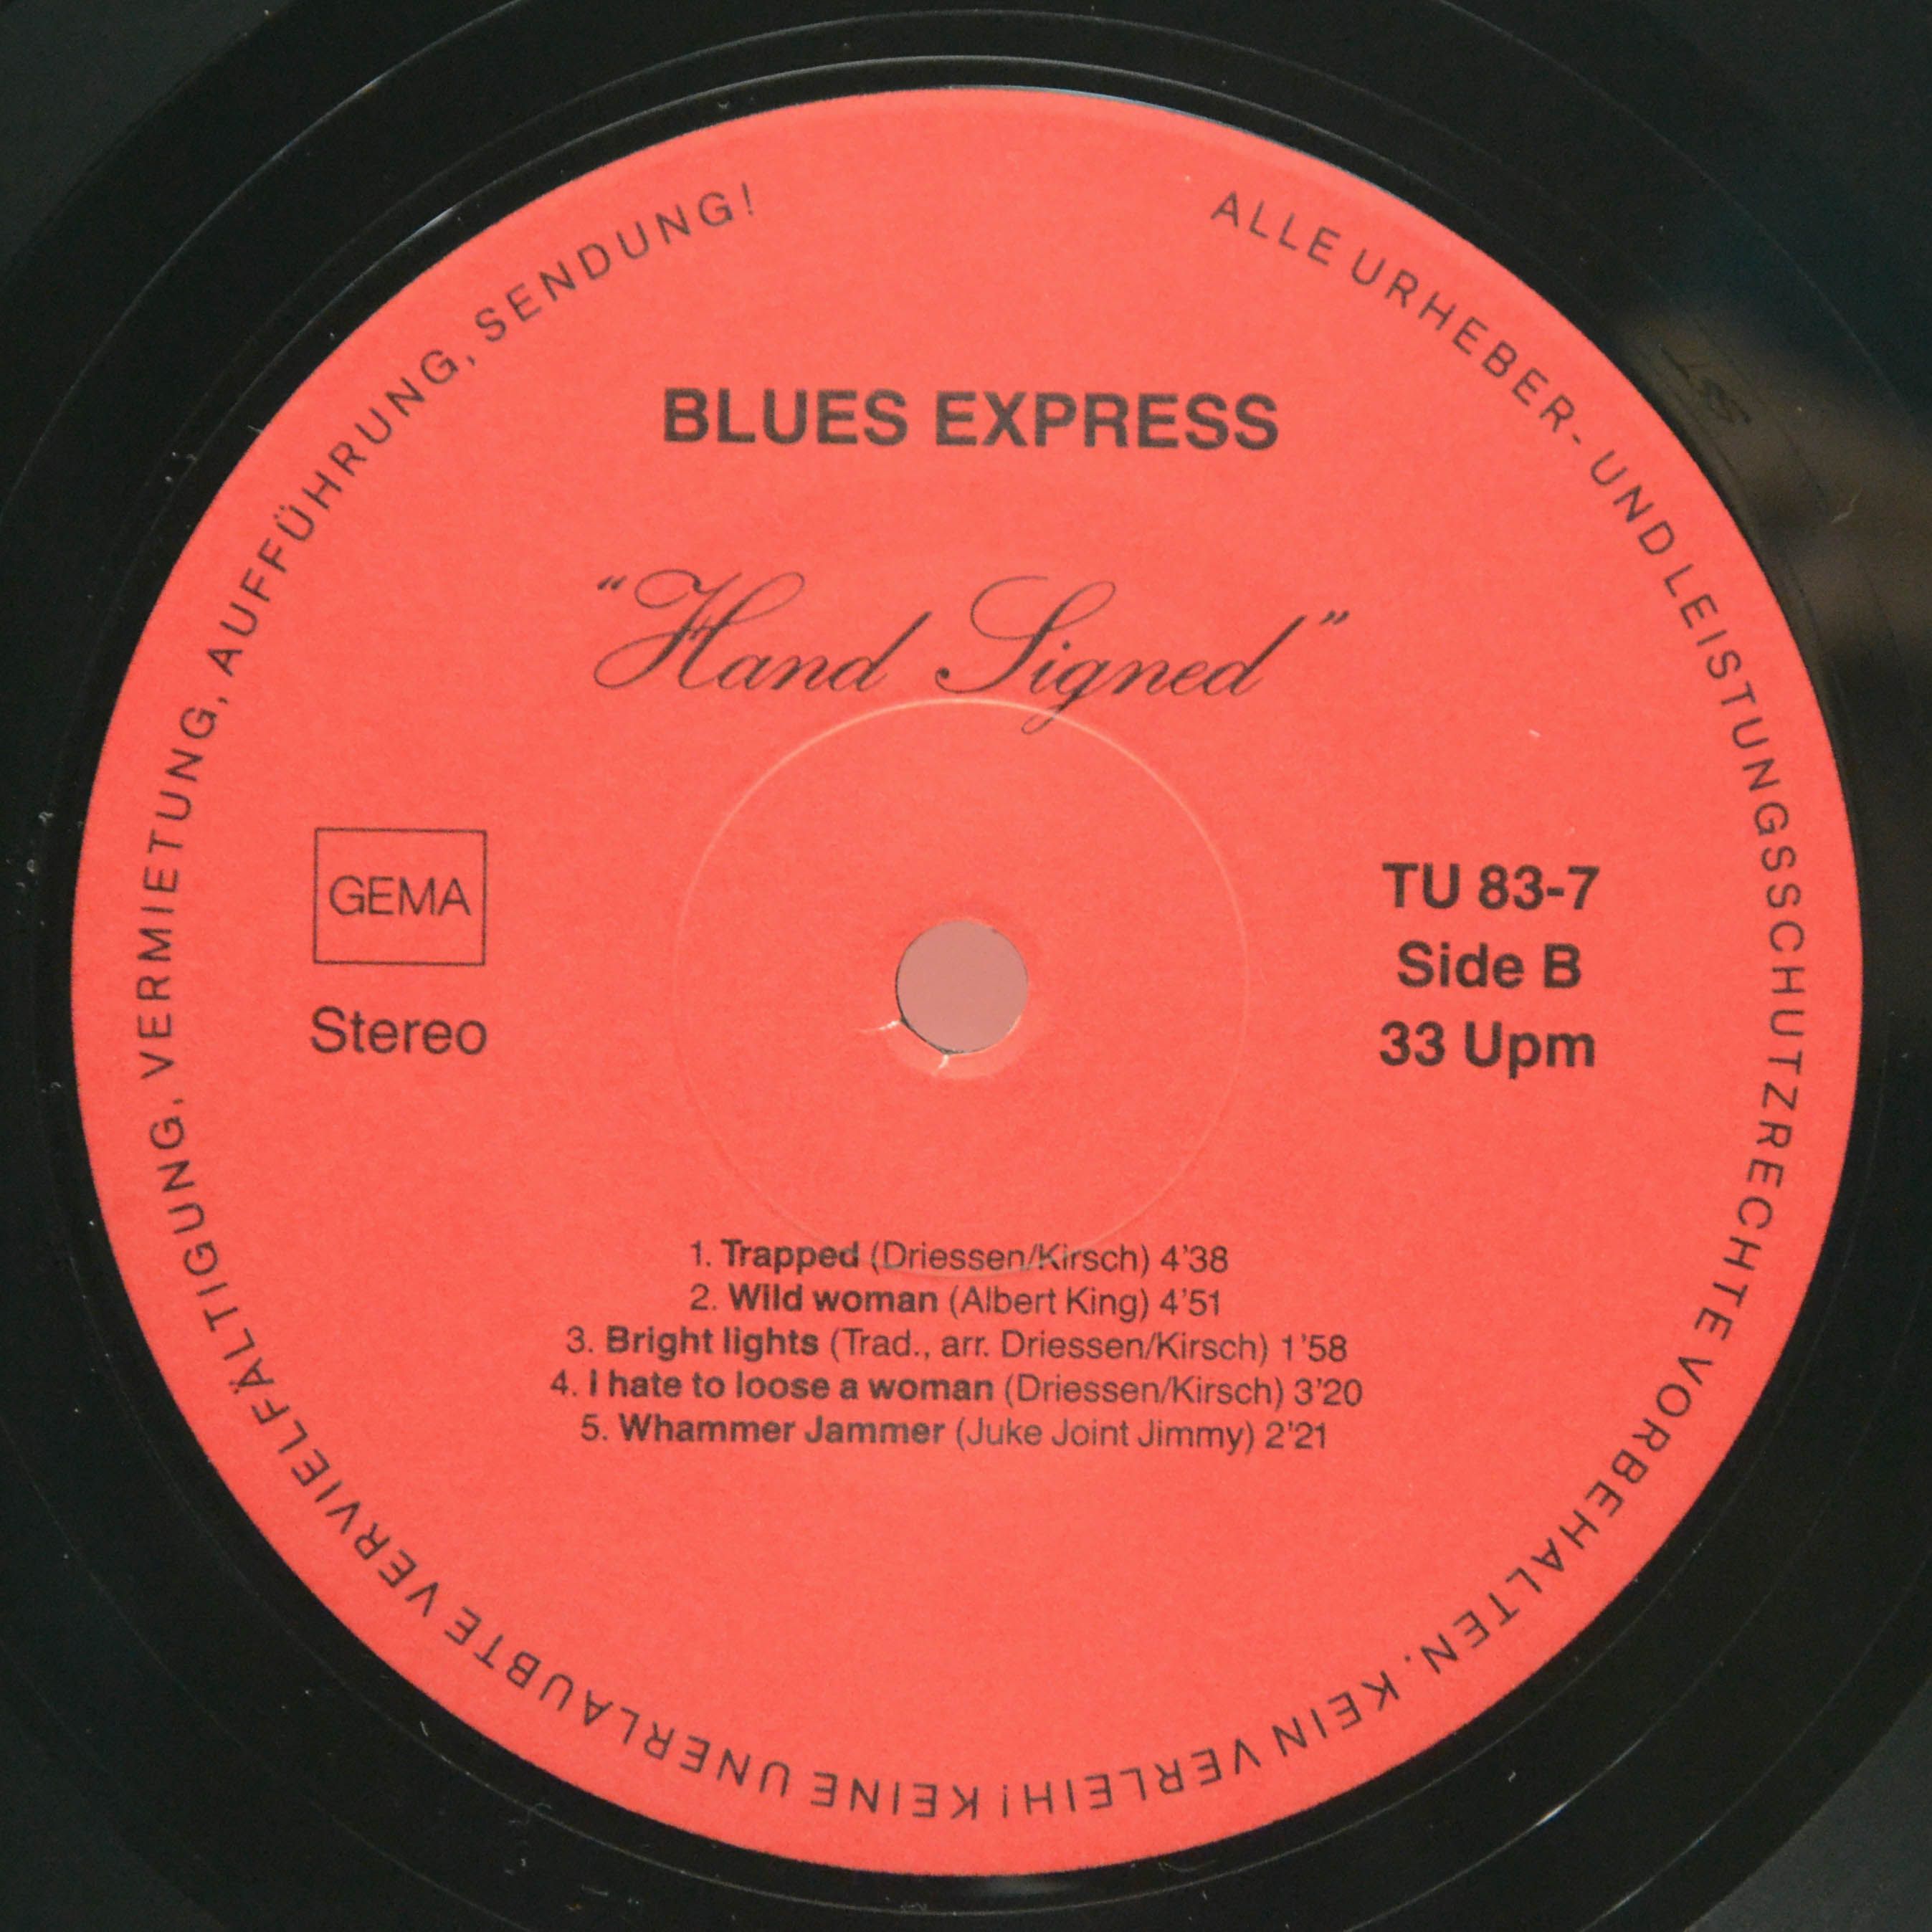 BLUES EXPRESS
“Hand Signed”
GEMA
Stereo
TU 83-7
Side B
33 Upm
1. Trapped (Driessen/Kirsch) 4’38
2. Wild woman (Albert King) 4’51
3. Bright lights (Trad., arr. Driessen/Kirsch) 1’58
4. I hate to loose a woman (Driessen/Kirsch) 3’20
5. Whammer Jammer (Juke Joint Jimmy) 2’21
ALLE URHEBER- UND LEISTUNGSSCHUTZRECHTE VORBEHALTEN. KEIN VERLEIH! KEINE UNERLAUBTE VERVIELFÄLTIGUNG, VERMIETUNG, AUFFÜHRUNG, SENDUNG!